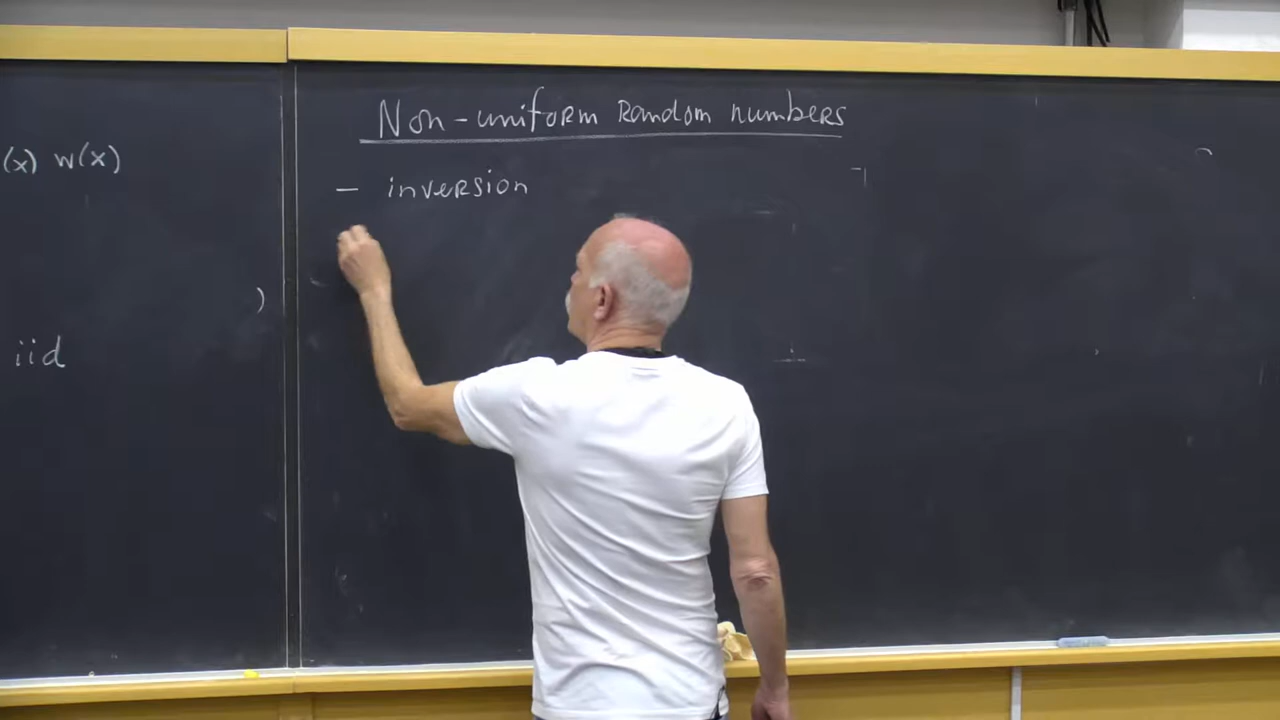 (x) w(x)
)
iid
Non-uniform Random numbers
- inversion